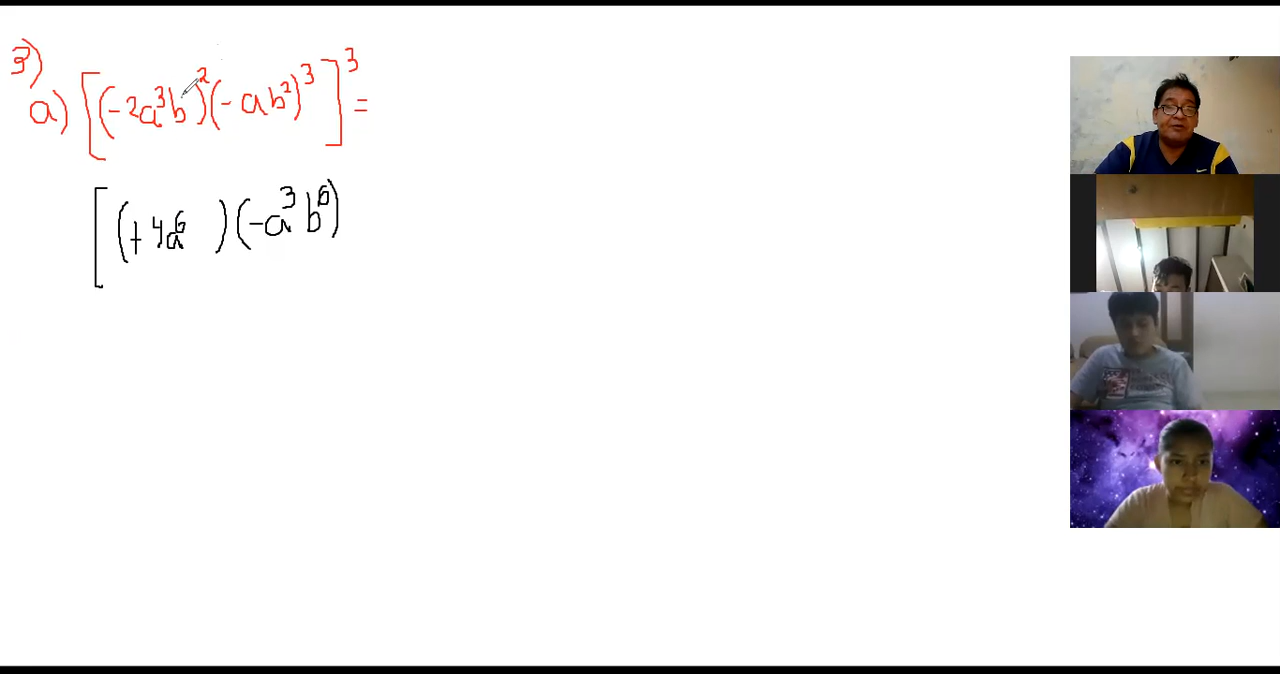 3)
a) [(-2a³b)²(-ab²)³]³ =
[(+4a⁶ )(-a³b⁶)